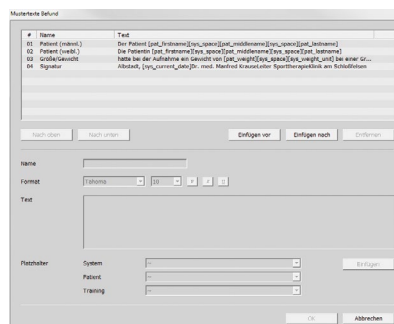 Mustertexte Befund
# Name Text
01 Patient (männl.) Der Patient [pat_firstname][sys_space][pat_middlename][sys_space][pat_lastname]
02 Patient (weibl.) Die Patientin [pat_firstname][sys_space][pat_middlename][sys_space][pat_lastname]
03 Größe/Gewicht hatte bei der Aufnahme ein Gewicht von [pat_weight][sys_space][sys_weight_unit] bei einer Gr...
04 Signatur Albstadt, [sys_current_date]Dr. med. Manfred KrauseLeiter SporttherapieKlinik am Schloßfelsen
Nach oben Nach unten Einfügen vor Einfügen nach Entfernen
Name
Format Tahoma 10
Text
Platzhalter System -- Einfügen
Patient --
Training --
OK Abbrechen